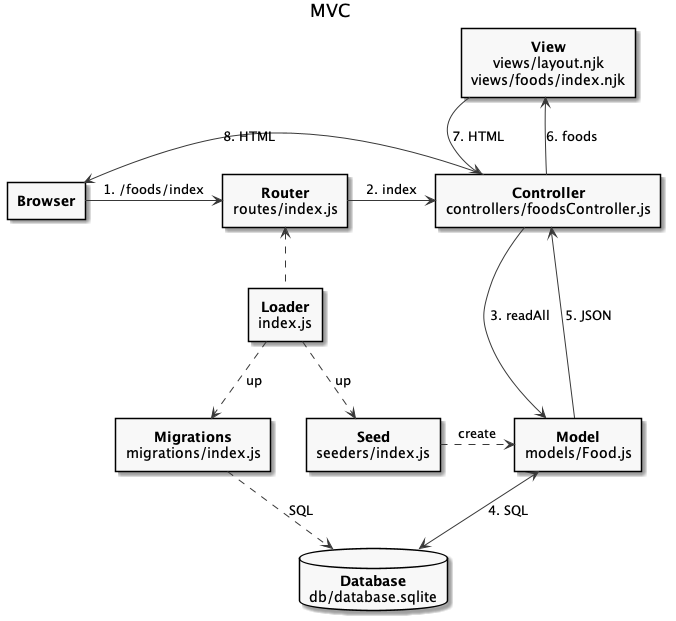 MVC
View
views/layout.njk
views/foods/index.njk
8. HTML
7. HTML
6. foods
Browser
1. /foods/index
Router
routes/index.js
2. index
Controller
controllers/foodsController.js
Loader
index.js
3. readAll
5. JSON
up
up
Migrations
migrations/index.js
Seed
seeders/index.js
create
Model
models/Food.js
SQL
4. SQL
Database
db/database.sqlite